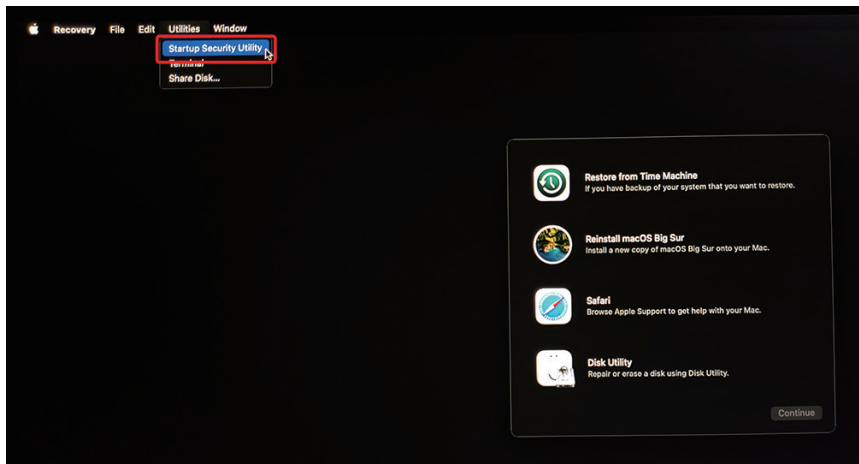 Recovery File Edit Utilities Window
Startup Security Utility
Terminal
Share Disk...
Restore from Time Machine
If you have backup of your system that you want to restore.
Reinstall macOS Big Sur
Install a new copy of macOS Big Sur onto your Mac.
Safari
Browse Apple Support to get help with your Mac.
Disk Utility
Repair or erase a disk using Disk Utility.
Continue